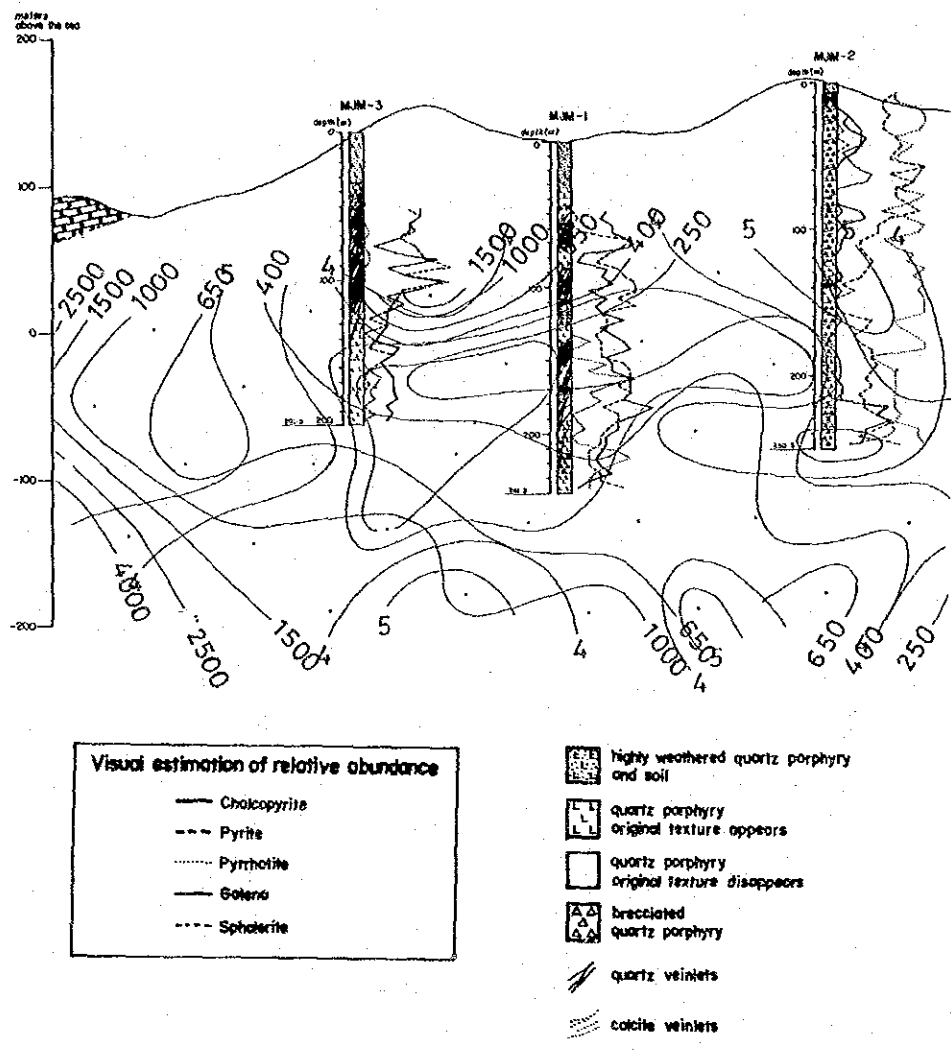 meters
above the sea
200
100
0
-100
-200
MJM-3
depth(m)
0
100
200
MJM-1
depth(m)
0
100
200
MJM-2
depth(m)
0
100
200
2500
1500
1000
650
400
4
1500
1000
650
400
250
5
5
4
4000
2500
1500
4
5
4
1000
4
650
5
650
400
250
Visual estimation of relative abundance
Chalcopyrite
Pyrite
Pyrrhotite
Galena
Sphalerite
highly weathered quartz porphyry
and soil
quartz porphyry
original texture appears
quartz porphyry
original texture disappears
brecciated
quartz porphyry
quartz veinlets
calcite veinlets